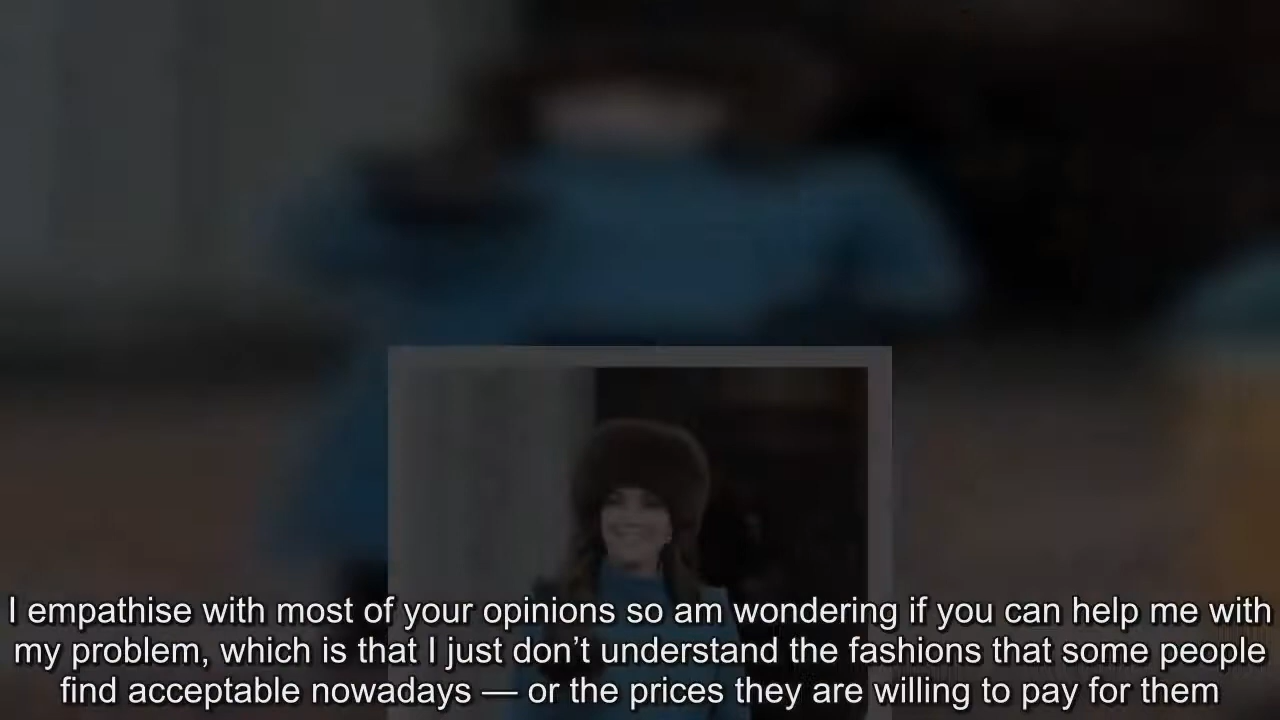 I empathise with most of your opinions so am wondering if you can help me with
my problem, which is that I just don’t understand the fashions that some people
find acceptable nowadays — or the prices they are willing to pay for them